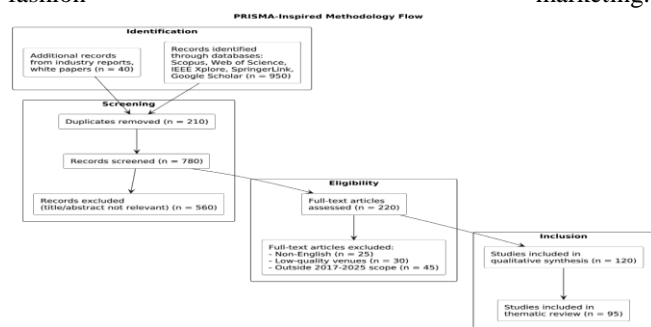 fashion marketing.
PRISMA-Inspired Methodology Flow
Identification
Additional records
from industry reports,
white papers (n = 40)
Records identified
through databases:
Scopus, Web of Science,
IEEE Xplore, SpringerLink,
Google Scholar (n = 950)
Screening
Duplicates removed (n = 210)
Records screened (n = 780)
Records excluded
(title/abstract not relevant) (n = 560)
Eligibility
Full-text articles
assessed (n = 220)
Full-text articles excluded:
- Non-English (n = 25)
- Low-quality venues (n = 30)
- Outside 2017-2025 scope (n = 45)
Inclusion
Studies included in
qualitative synthesis (n = 120)
Studies included in
thematic review (n = 95)